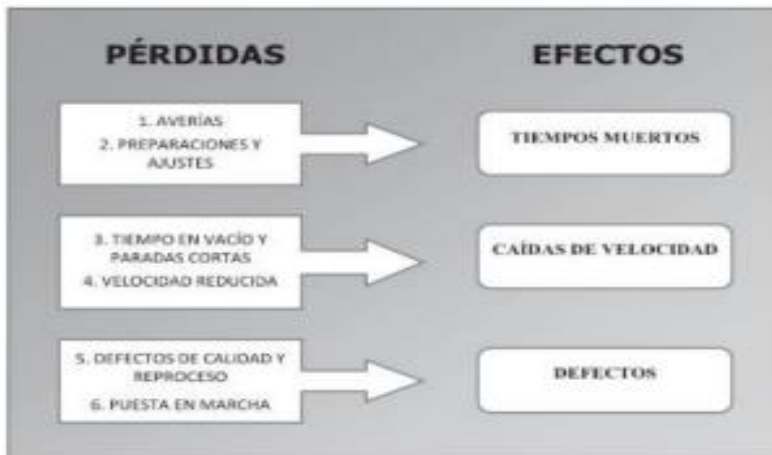 PÉRDIDAS
EFECTOS
1. AVERÍAS
2. PREPARACIONES Y
AJUSTES
TIEMPOS MUERTOS
3. TIEMPO EN VACÍO Y
PARADAS CORTAS
4. VELOCIDAD REDUCIDA
CAÍDAS DE VELOCIDAD
5. DEFECTOS DE CALIDAD Y
REPROCESO
6. PUESTA EN MARCHA
DEFECTOS